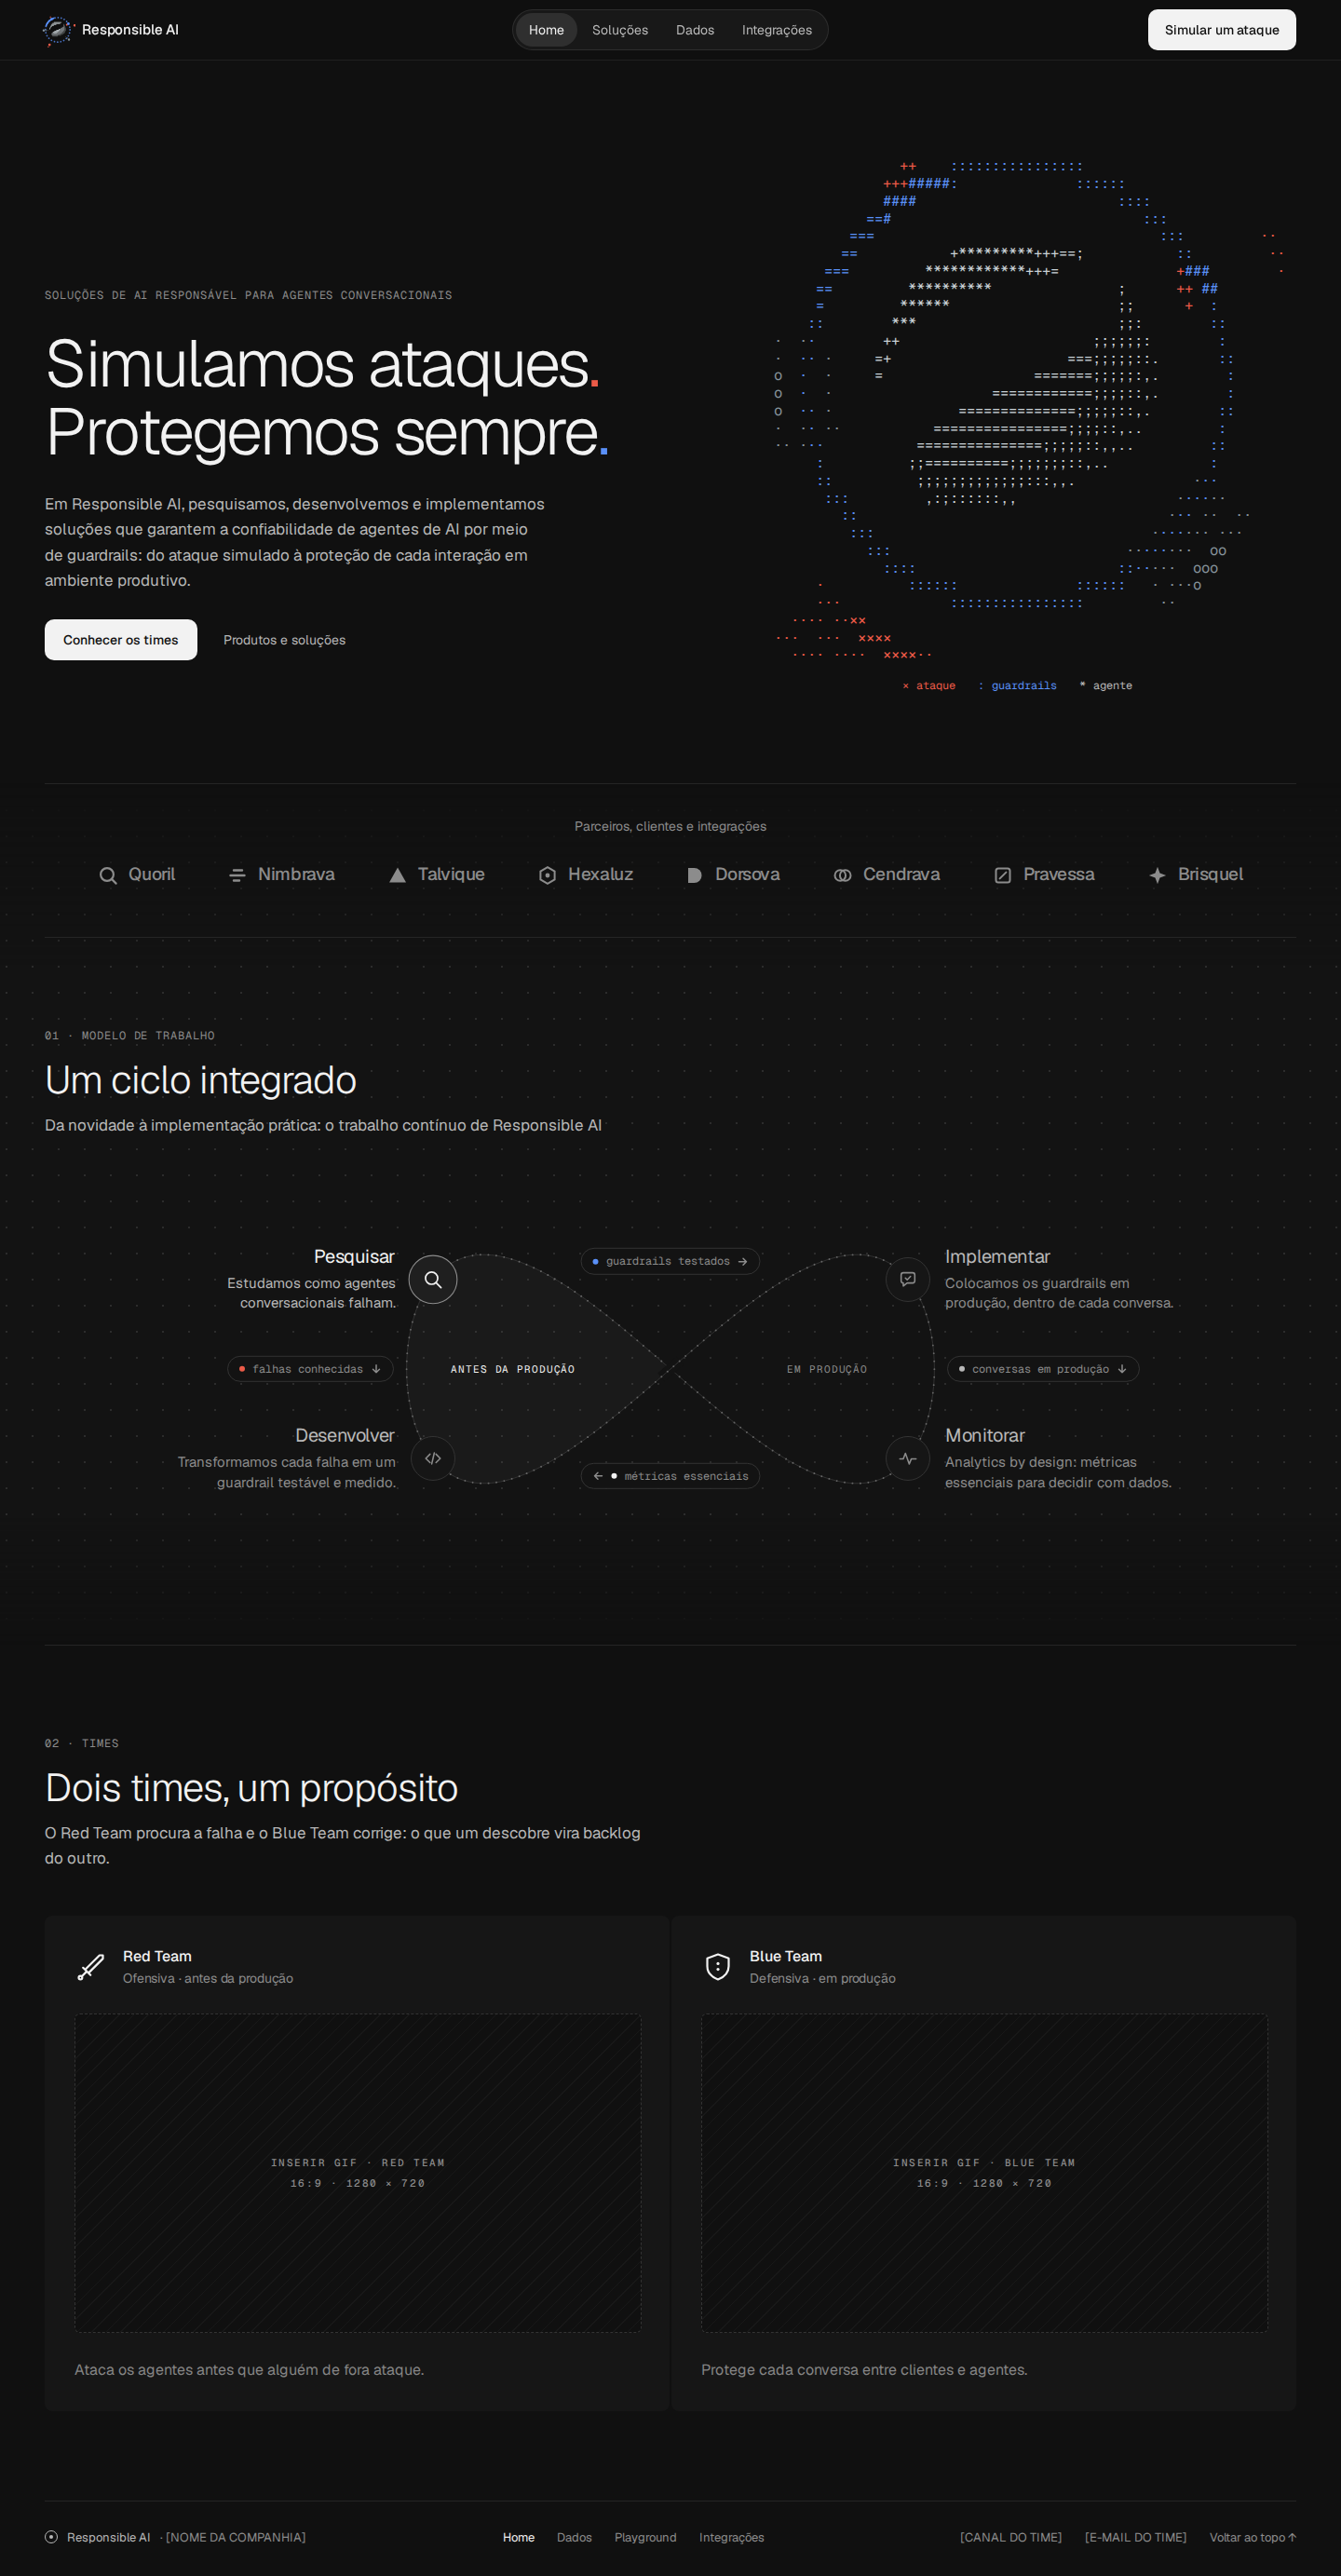 Responsible AI
Home
Soluções
Dados
Integrações
Simular um ataque
SOLUÇÕES DE AI RESPONSÁVEL PARA AGENTES CONVERSACIONAIS
Simulamos ataques.
Protegemos sempre.
Em Responsible AI, pesquisamos, desenvolvemos e implementamos
soluções que garantem a confiabilidade de agentes de AI por meio
de guardrails: do ataque simulado à proteção de cada interação em
ambiente produtivo.
Conhecer os times
Produtos e soluções
× ataque : guardrails * agente
Parceiros, clientes e integrações
Quoril
Nimbrava
Talvique
Hexaluz
Dorsova
Cendrava
Pravessa
Brisquel
01 · MODELO DE TRABALHO
Um ciclo integrado
Da novidade à implementação prática: o trabalho contínuo de Responsible AI
Pesquisar
Estudamos como agentes
conversacionais falham.
guardrails testados →
Implementar
Colocamos os guardrails em
produção, dentro de cada conversa.
falhas conhecidas ↓
ANTES DA PRODUÇÃO
EM PRODUÇÃO
conversas em produção ↓
Desenvolver
Transformamos cada falha em um
guardrail testável e medido.
← métricas essenciais
Monitorar
Analytics by design: métricas
essenciais para decidir com dados.
02 · TIMES
Dois times, um propósito
O Red Team procura a falha e o Blue Team corrige: o que um descobre vira backlog
do outro.
Red Team
Ofensiva · antes da produção
INSERIR GIF · RED TEAM
16:9 · 1280 × 720
Ataca os agentes antes que alguém de fora ataque.
Blue Team
Defensiva · em produção
INSERIR GIF · BLUE TEAM
16:9 · 1280 × 720
Protege cada conversa entre clientes e agentes.
Responsible AI · [NOME DA COMPANHIA]
Home
Dados
Playground
Integrações
[CANAL DO TIME]
[E-MAIL DO TIME]
Voltar ao topo ↑